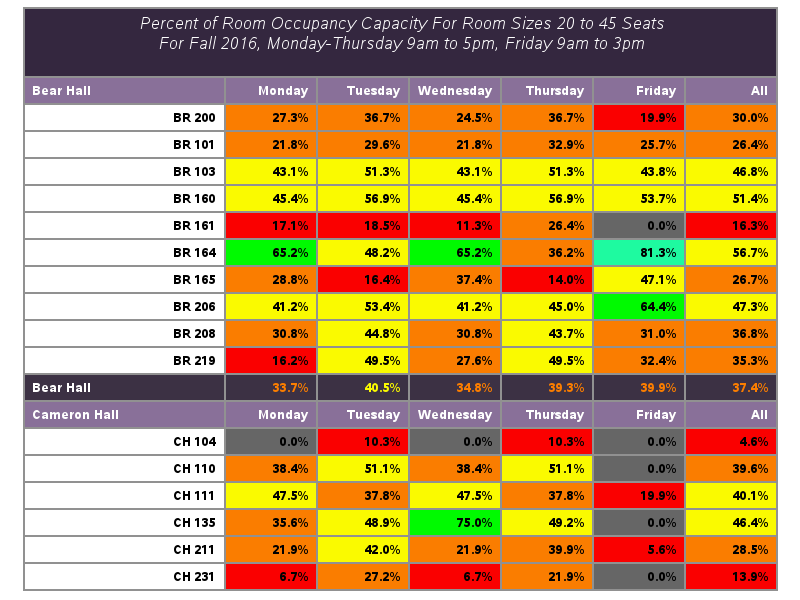 Percent of Room Occupancy Capacity For Room Sizes 20 to 45 Seats
For Fall 2016, Monday-Thursday 9am to 5pm, Friday 9am to 3pm
Bear Hall Monday Tuesday Wednesday Thursday Friday All
BR 200 27.3% 36.7% 24.5% 36.7% 19.9% 30.0%
BR 101 21.8% 29.6% 21.8% 32.9% 25.7% 26.4%
BR 103 43.1% 51.3% 43.1% 51.3% 43.8% 46.8%
BR 160 45.4% 56.9% 45.4% 56.9% 53.7% 51.4%
BR 161 17.1% 18.5% 11.3% 26.4% 0.0% 16.3%
BR 164 65.2% 48.2% 65.2% 36.2% 81.3% 56.7%
BR 165 28.8% 16.4% 37.4% 14.0% 47.1% 26.7%
BR 206 41.2% 53.4% 41.2% 45.0% 64.4% 47.3%
BR 208 30.8% 44.8% 30.8% 43.7% 31.0% 36.8%
BR 219 16.2% 49.5% 27.6% 49.5% 32.4% 35.3%
Bear Hall 33.7% 40.5% 34.8% 39.3% 39.9% 37.4%
Cameron Hall Monday Tuesday Wednesday Thursday Friday All
CH 104 0.0% 10.3% 0.0% 10.3% 0.0% 4.6%
CH 110 38.4% 51.1% 38.4% 51.1% 0.0% 39.6%
CH 111 47.5% 37.8% 47.5% 37.8% 19.9% 40.1%
CH 135 35.6% 48.9% 75.0% 49.2% 0.0% 46.4%
CH 211 21.9% 42.0% 21.9% 39.9% 5.6% 28.5%
CH 231 6.7% 27.2% 6.7% 21.9% 0.0% 13.9%